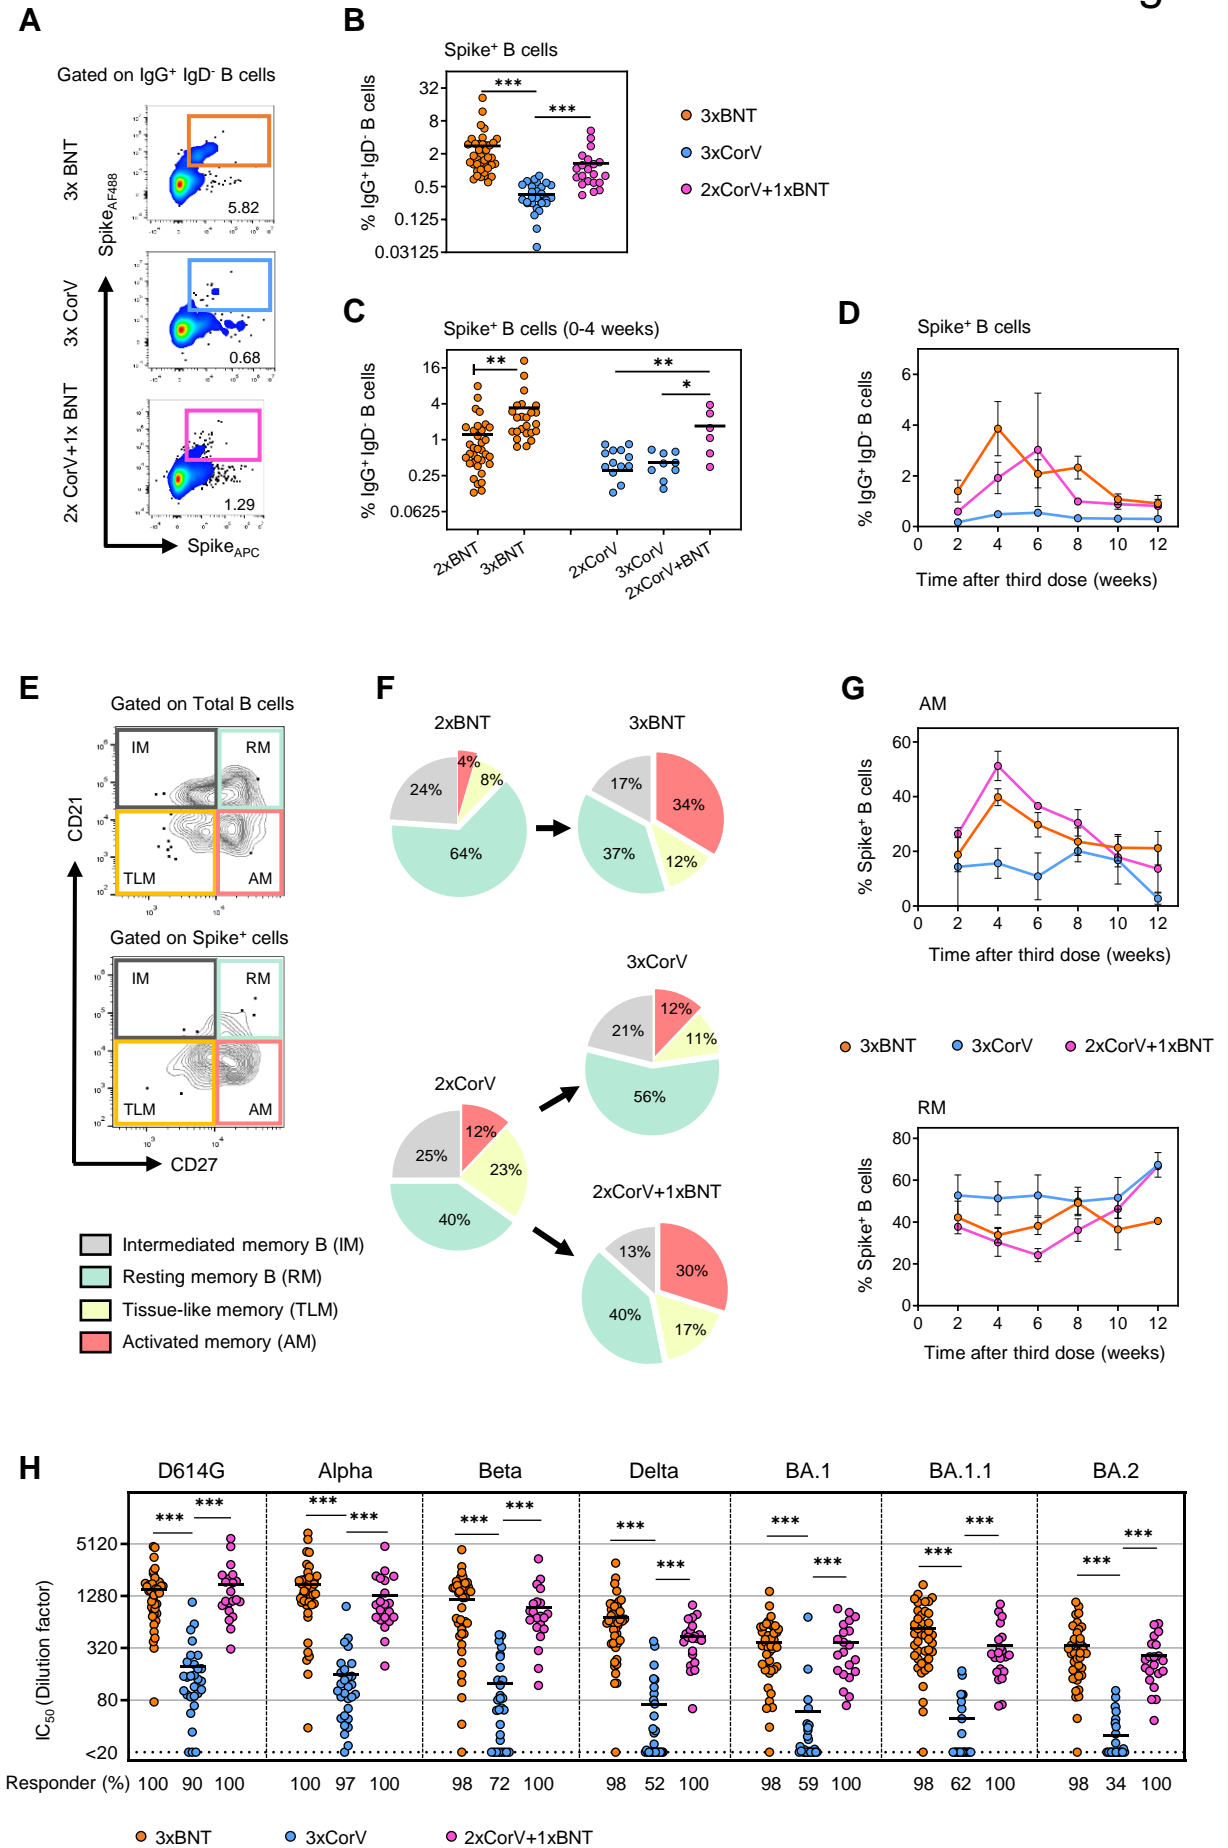 A
Gated on IgG+ IgD- B cells
3x BNT
5.82
3x CorV
0.68
2x CorV+1x BNT
1.29
SpikeAF488
SpikeAPC
B
Spike+ B cells
% IgG+ IgD- B cells
32
8
2
0.5
0.125
0.03125
***
***
3xBNT
3xCorV
2xCorV+1xBNT
C
Spike+ B cells (0-4 weeks)
% IgG+ IgD- B cells
16
4
1
0.25
0.0625
**
**
*
2xBNT
3xBNT
2xCorV
3xCorV
2xCorV+BNT
D
Spike+ B cells
% IgG+ IgD- B cells
6
4
2
0
0 2 4 6 8 10 12
Time after third dose (weeks)
E
Gated on Total B cells
IM
RM
TLM
AM
CD21
Gated on Spike+ cells
IM
RM
TLM
AM
CD27
Intermediated memory B (IM)
Resting memory B (RM)
Tissue-like memory (TLM)
Activated memory (AM)
F
2xBNT
4%
8%
24%
64%
3xBNT
17%
34%
37%
12%
3xCorV
12%
21%
11%
56%
2xCorV
12%
25%
23%
40%
2xCorV+1xBNT
13%
30%
40%
17%
G
AM
% Spike+ B cells
60
40
20
0
0 2 4 6 8 10 12
Time after third dose (weeks)
3xBNT 3xCorV 2xCorV+1xBNT
RM
% Spike+ B cells
80
60
40
20
0
0 2 4 6 8 10 12
Time after third dose (weeks)
H
D614G Alpha Beta Delta BA.1 BA.1.1 BA.2
*** *** *** *** *** *** *** *** *** *** *** *** *** ***
IC50 (Dilution factor)
5120
1280
320
80
<20
Responder (%) 100 90 100 100 97 100 98 72 100 98 52 100 98 59 100 98 62 100 98 34 100
3xBNT 3xCorV 2xCorV+1xBNT